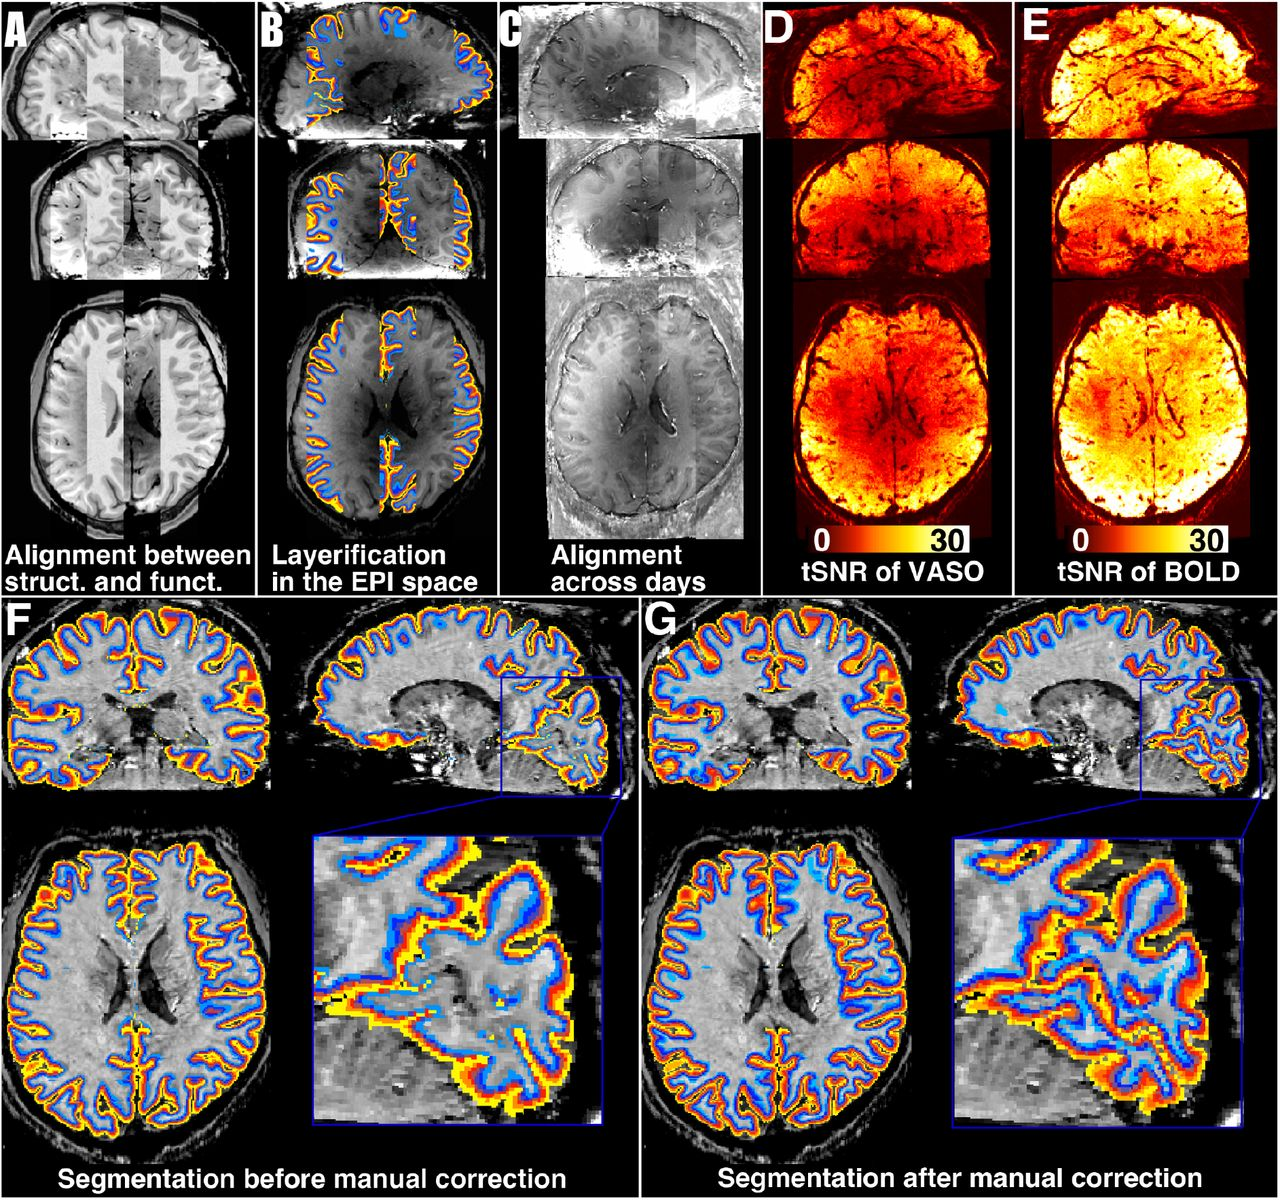 A
B
C
D
E
Alignment between
struct. and funct.
Layerification
in the EPI space
Alignment
across days
0 30
tSNR of VASO
0 30
tSNR of BOLD
F
G
Segmentation before manual correction
Segmentation after manual correction